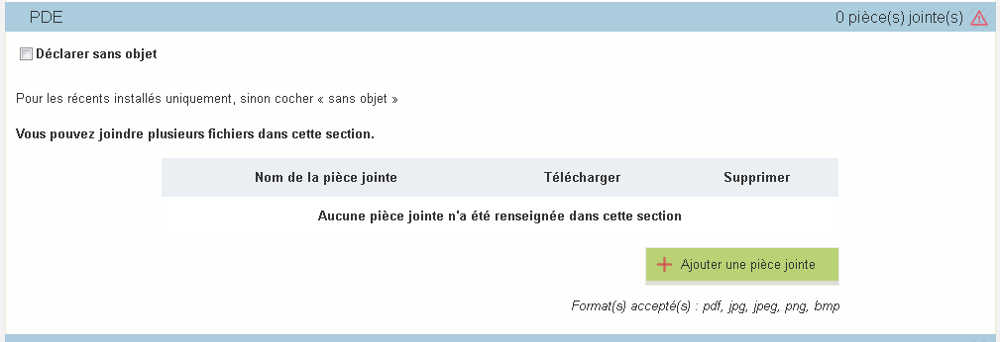 PDE
0 pièce(s) jointe(s)
Déclarer sans objet
Pour les récents installés uniquement, sinon cocher « sans objet »
Vous pouvez joindre plusieurs fichiers dans cette section.
Nom de la pièce jointe Télécharger Supprimer
Aucune pièce jointe n'a été renseignée dans cette section
Ajouter une pièce jointe
Format(s) accepté(s) : pdf, jpg, jpeg, png, bmp